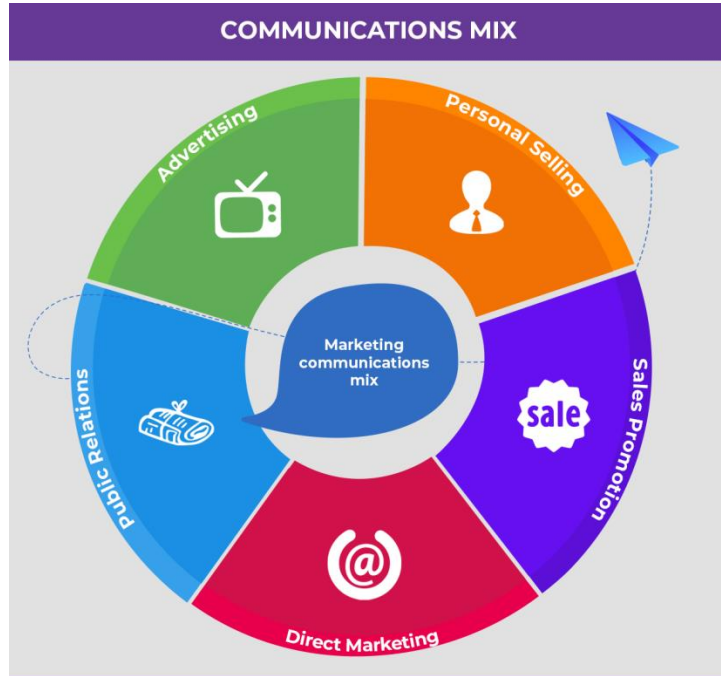 COMMUNICATIONS MIX
Advertising
Personal Selling
Marketing
communications
mix
Public Relations
sale
Sales Promotion
@
Direct Marketing